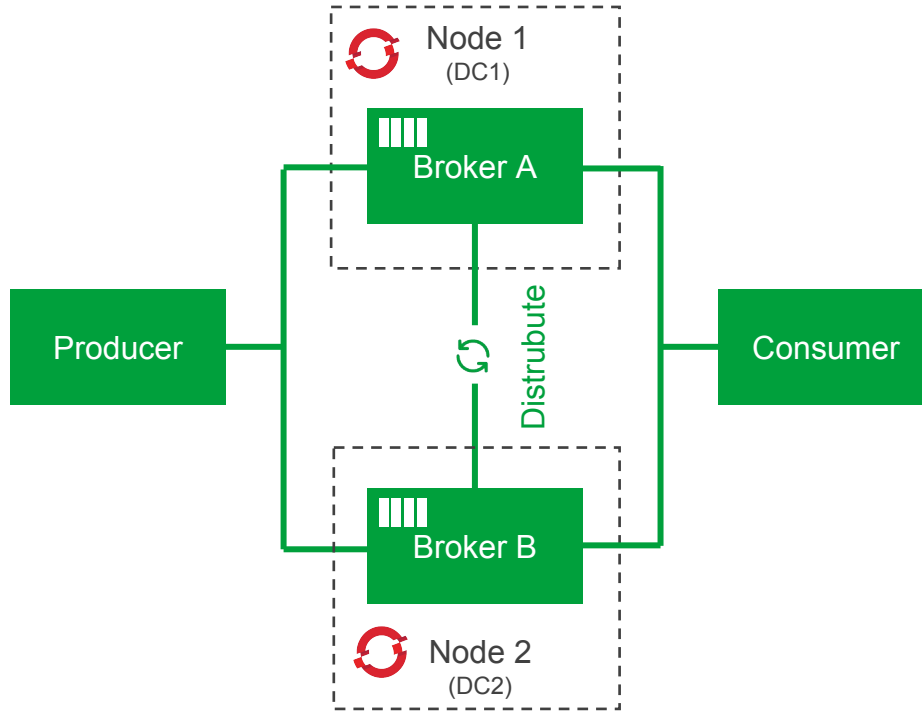 Node 1
(DC1)
Broker A
Producer
Distrubute
Consumer
Broker B
Node 2
(DC2)